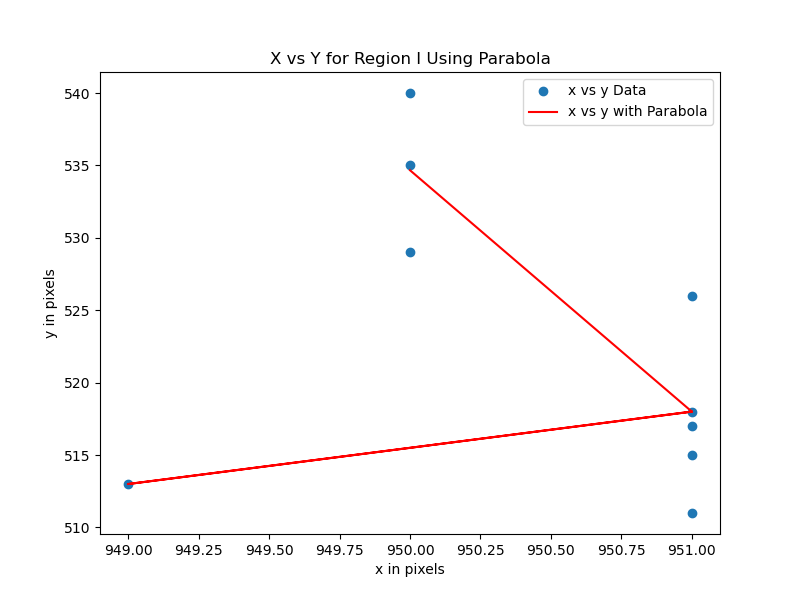 X vs Y for Region I Using Parabola
x vs y Data
x vs y with Parabola
540
535
530
525
520
515
510
y in pixels
949.00 949.25 949.50 949.75 950.00 950.25 950.50 950.75 951.00
x in pixels